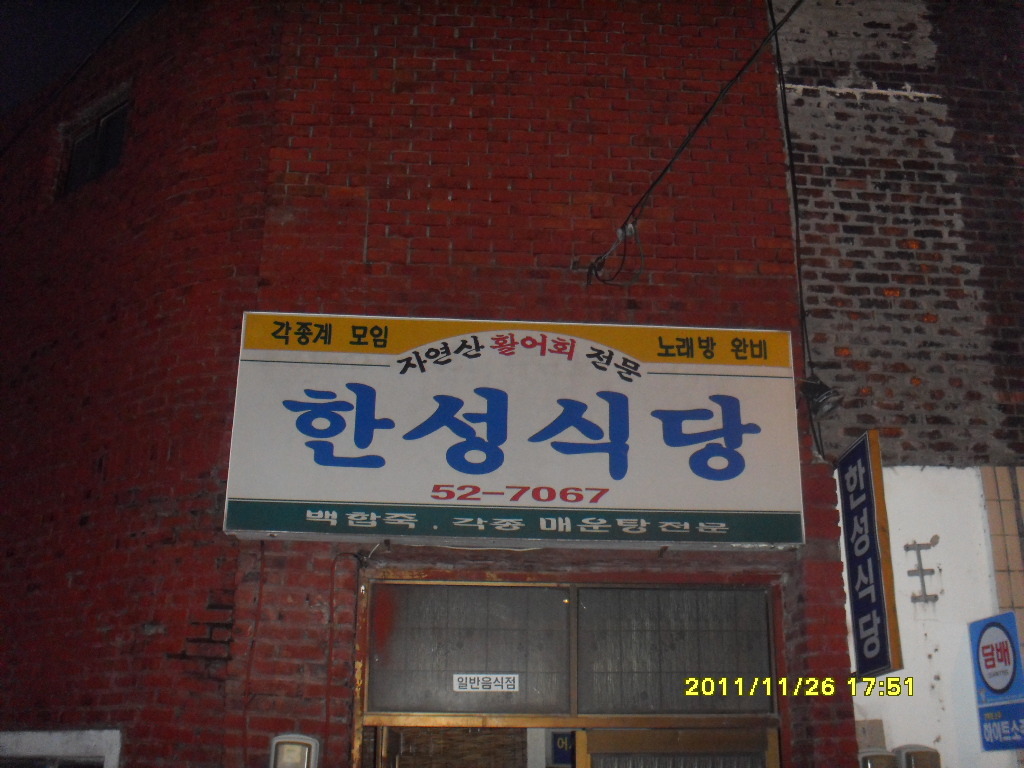 각종계 모임
자연산 활어회 전문
노래방 완비
한성식당
52-7067
백합죽 . 각종 매운탕전문
한성식당
담배
일반음식점
2011/11/26 17:51